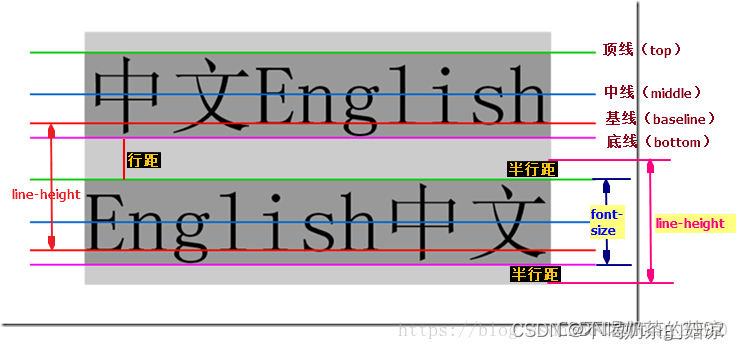 顶线（top）
中文English
中线（middle）
基线（baseline）
底线（bottom）
行距
半行距
line-height
English中文
font-
size
line-height
半行距
https://blog.